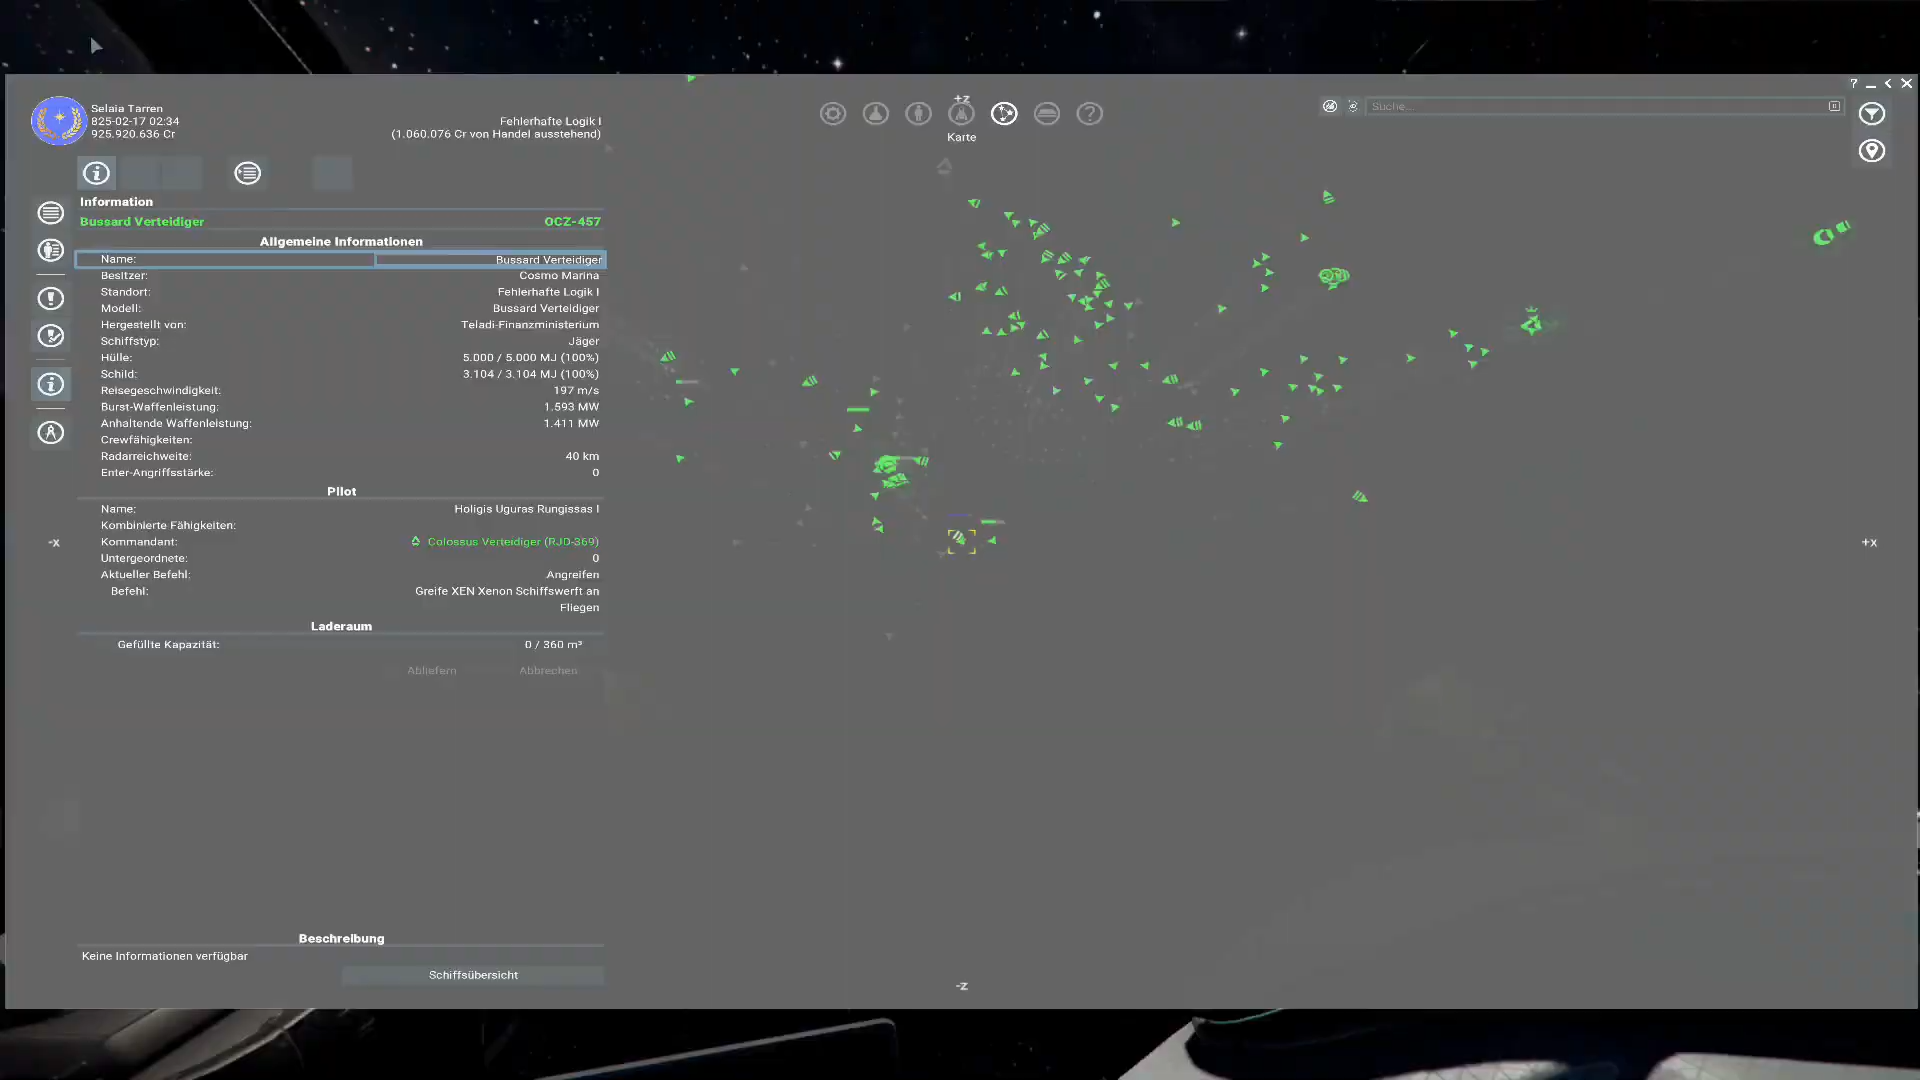 Selaia Tarren
825-02-17 02:34
925.920.636 Cr
Fehlerhafte Logik I
(1.060.076 Cr von Handel ausstehend)
+z
Karte
Suche...
Information
Bussard Verteidiger OCZ-457
Allgemeine Informationen
Name: Bussard Verteidiger
Besitzer: Cosmo Marina
Standort: Fehlerhafte Logik I
Modell: Bussard Verteidiger
Hergestellt von: Teladi-Finanzministerium
Schiffstyp: Jäger
Hülle: 5.000 / 5.000 MJ (100%)
Schild: 3.104 / 3.104 MJ (100%)
Reisegeschwindigkeit: 197 m/s
Burst-Waffenleistung: 1.593 MW
Anhaltende Waffenleistung: 1.411 MW
Crewfähigkeiten:
Radarreichweite: 40 km
Enter-Angriffsstärke: 0
Pilot
Name: Holigis Uguras Rungissas I
Kombinierte Fähigkeiten:
Kommandant: Colossus Verteidiger (RJD-369)
Untergeordnete: 0
Aktueller Befehl: Angreifen
Befehl: Greife XEN Xenon Schiffswerft an
Fliegen
Laderaum
Gefüllte Kapazität: 0 / 360 m³
Abliefern Abbrechen
-x
+x
Beschreibung
Keine Informationen verfügbar
Schiffsübersicht
-z